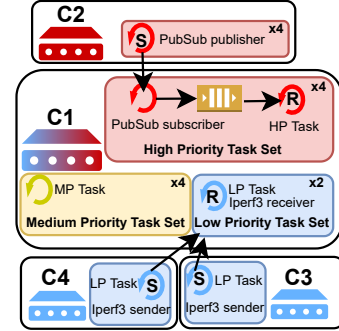 C2
x4
S
PubSub publisher
C1
x4
R
PubSub subscriber
HP Task
High Priority Task Set
MP Task
x4
Medium Priority Task Set
x2
R
LP Task
Iperf3 receiver
Low Priority Task Set
C4
LP Task
S
Iperf3 sender
S
LP Task
Iperf3 sender
C3